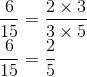 6/15 = (2 × 3)/(3 × 5)
6/15 = 2/5